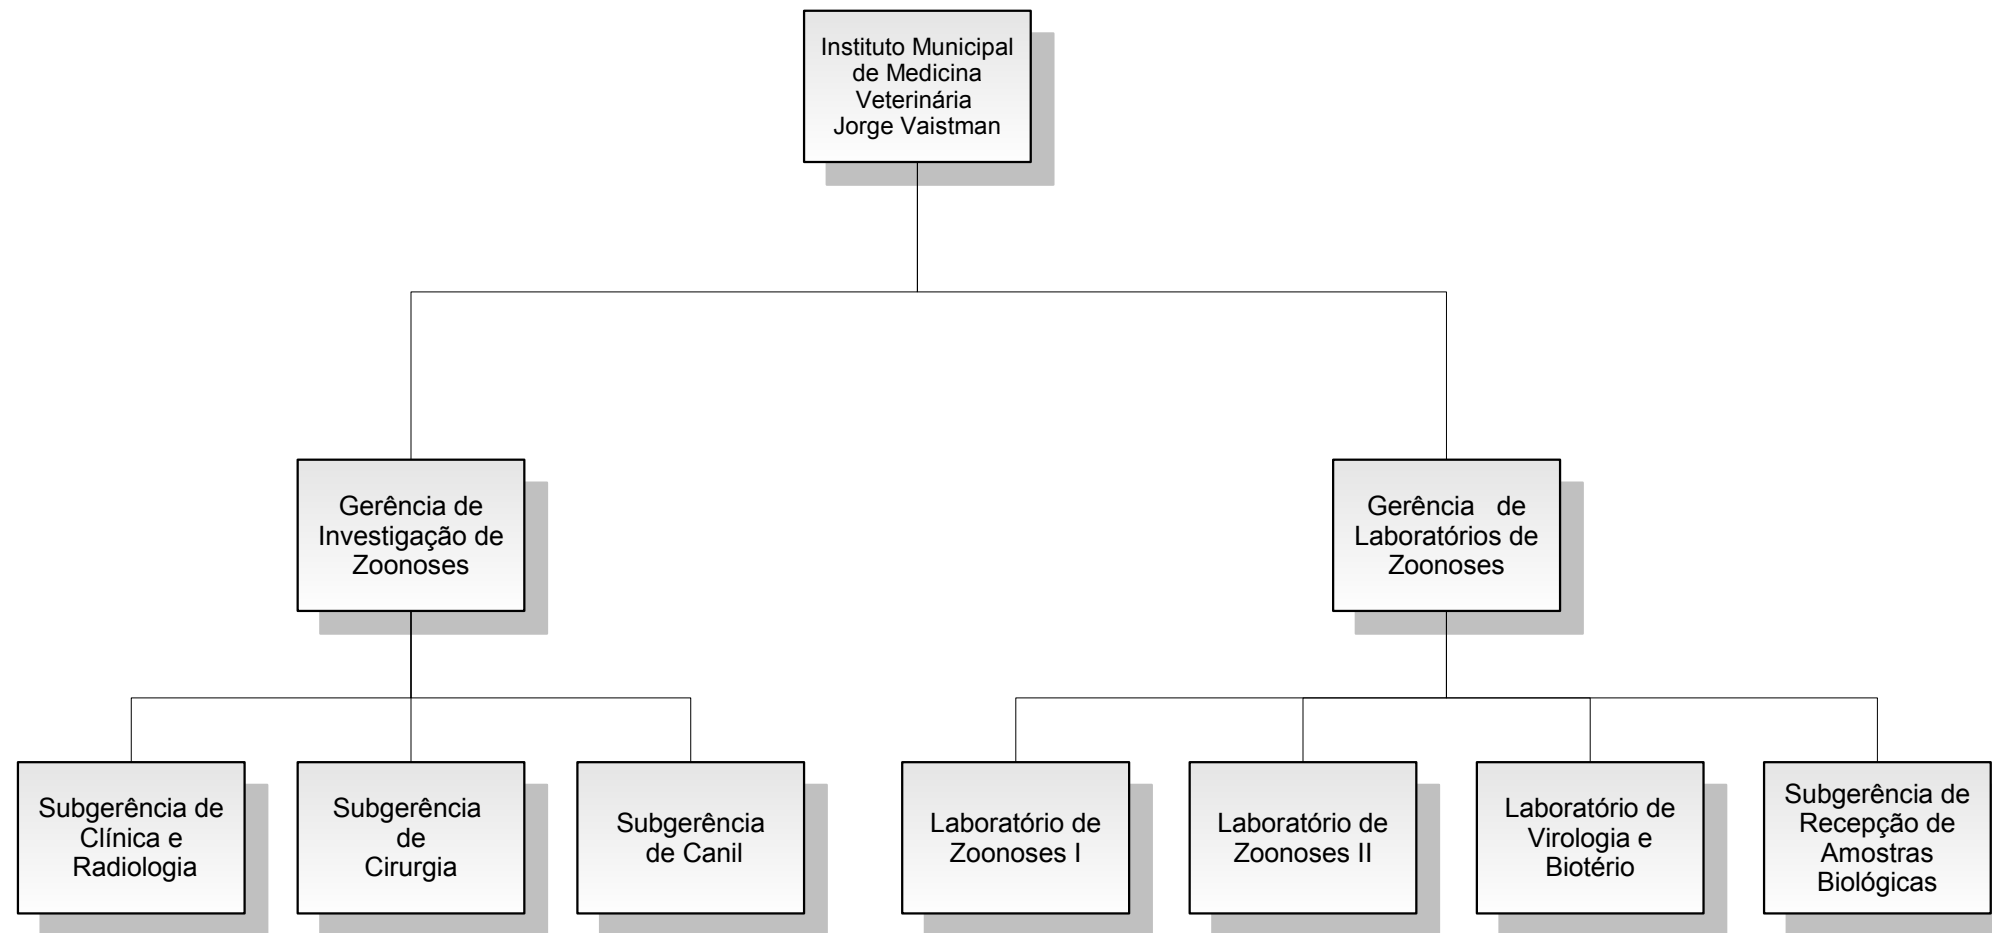 Instituto Municipal
de Medicina
Veterinária
Jorge Vaistman
Gerência de
Investigação de
Zoonoses
Gerência de
Laboratórios de
Zoonoses
Subgerência de
Clínica e
Radiologia
Subgerência
de
Cirurgia
Subgerência
de Canil
Laboratório de
Zoonoses I
Laboratório de
Zoonoses II
Laboratório de
Virologia e
Biotério
Subgerência de
Recepção de
Amostras
Biológicas